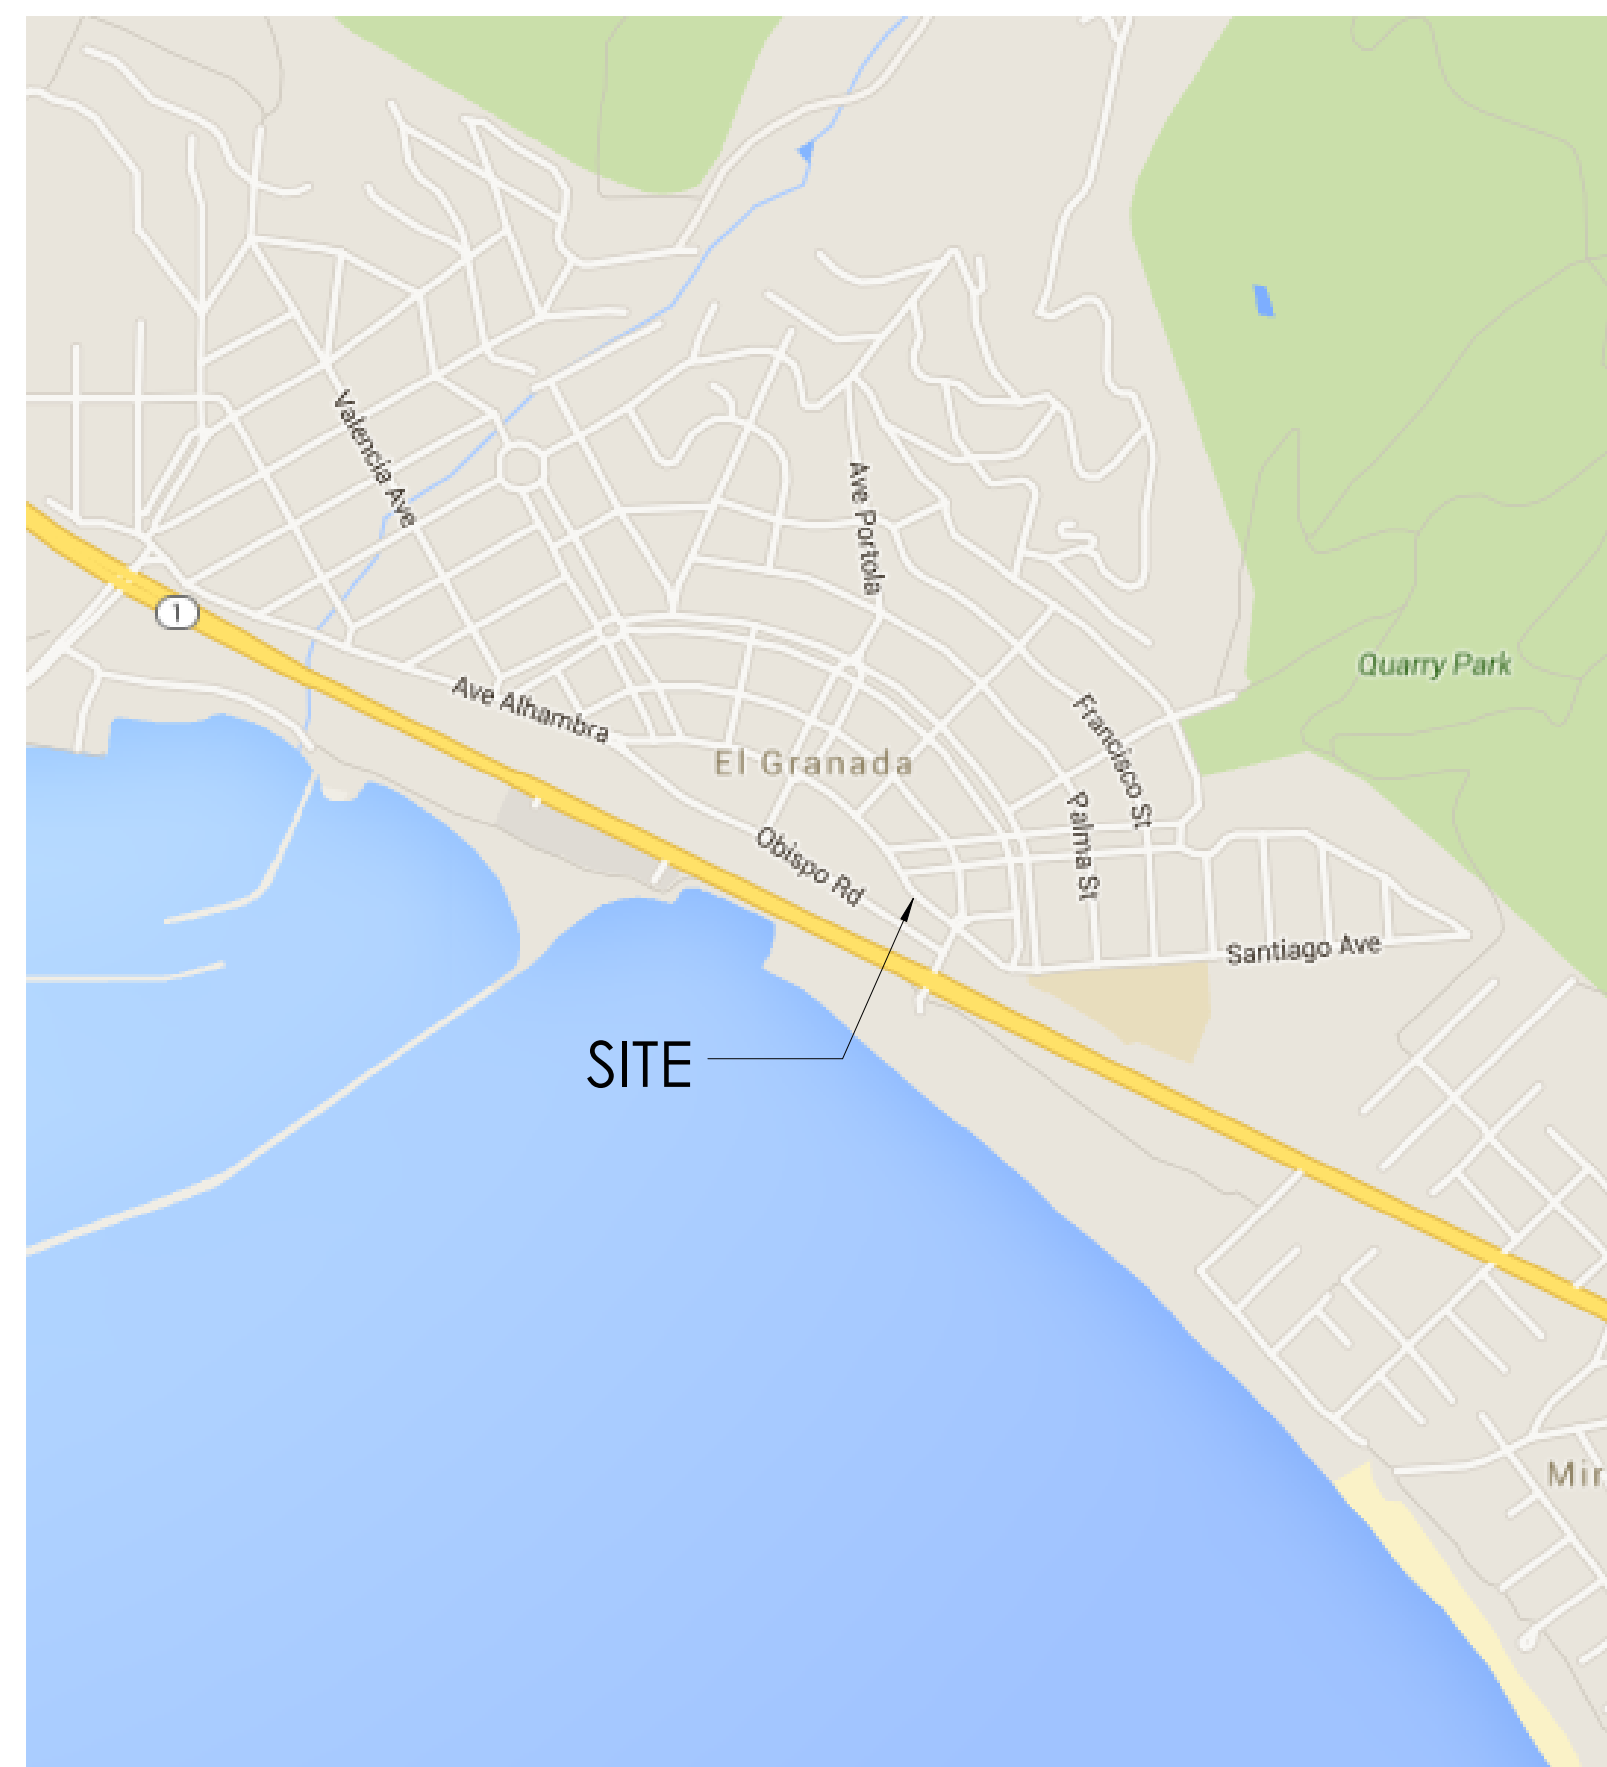 Valencia Ave
Ave Portola
1
Quarry Park
Ave Alhambra
Francisco St
El Granada
Palma St
Obispo Rd
Santiago Ave
SITE
Mir